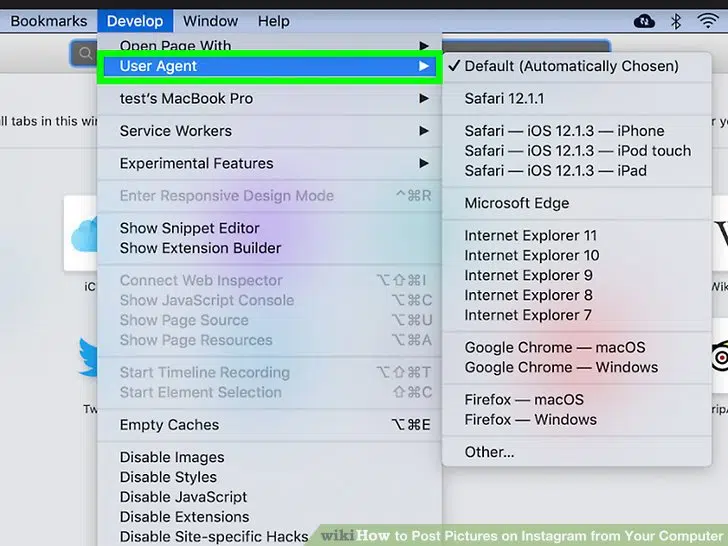 Bookmarks Develop Window Help
Open Page With
User Agent
test's MacBook Pro
Service Workers
Experimental Features
Enter Responsive Design Mode ⌃⌘R
Show Snippet Editor
Show Extension Builder
Connect Web Inspector ⌥⇧⌘I
Show JavaScript Console ⌥⌘C
Show Page Source ⌥⌘U
Show Page Resources ⌥⌘A
Start Timeline Recording ⌥⇧⌘T
Start Element Selection ⇧⌘C
Empty Caches ⌥⌘E
Disable Images
Disable Styles
Disable JavaScript
Disable Extensions
Disable Site-specific Hacks
✓ Default (Automatically Chosen)
Safari 12.1.1
Safari — iOS 12.1.3 — iPhone
Safari — iOS 12.1.3 — iPod touch
Safari — iOS 12.1.3 — iPad
Microsoft Edge
Internet Explorer 11
Internet Explorer 10
Internet Explorer 9
Internet Explorer 8
Internet Explorer 7
Google Chrome — macOS
Google Chrome — Windows
Firefox — macOS
Firefox — Windows
Other...
all tabs in this win
iC
Tw
wikiHow to Post Pictures on Instagram from Your Computer